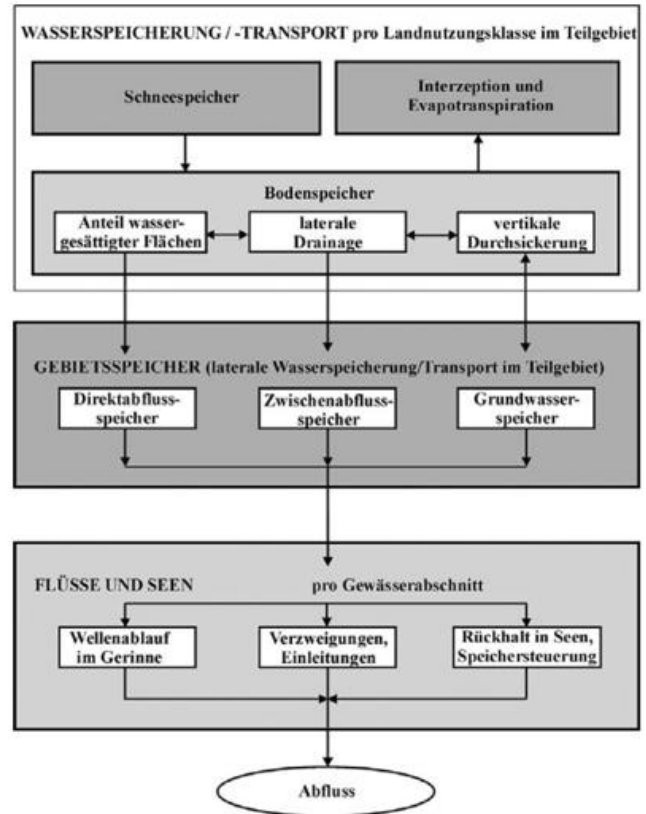 WASSERSPEICHERUNG / -TRANSPORT pro Landnutzungsklasse im Teilgebiet
Schneespeicher
Interzeption und
Evapotranspiration
Bodenspeicher
Anteil wasser-
gesättigter Flächen
laterale
Drainage
vertikale
Durchsickerung
GEBIETSSPEICHER (laterale Wasserspeicherung/Transport im Teilgebiet)
Direktabfluss-
speicher
Zwischenabfluss-
speicher
Grundwasser-
speicher
FLÜSSE UND SEEN pro Gewässerabschnitt
Wellenablauf
im Gerinne
Verzweigungen,
Einleitungen
Rückhalt in Seen,
Speichersteuerung
Abfluss